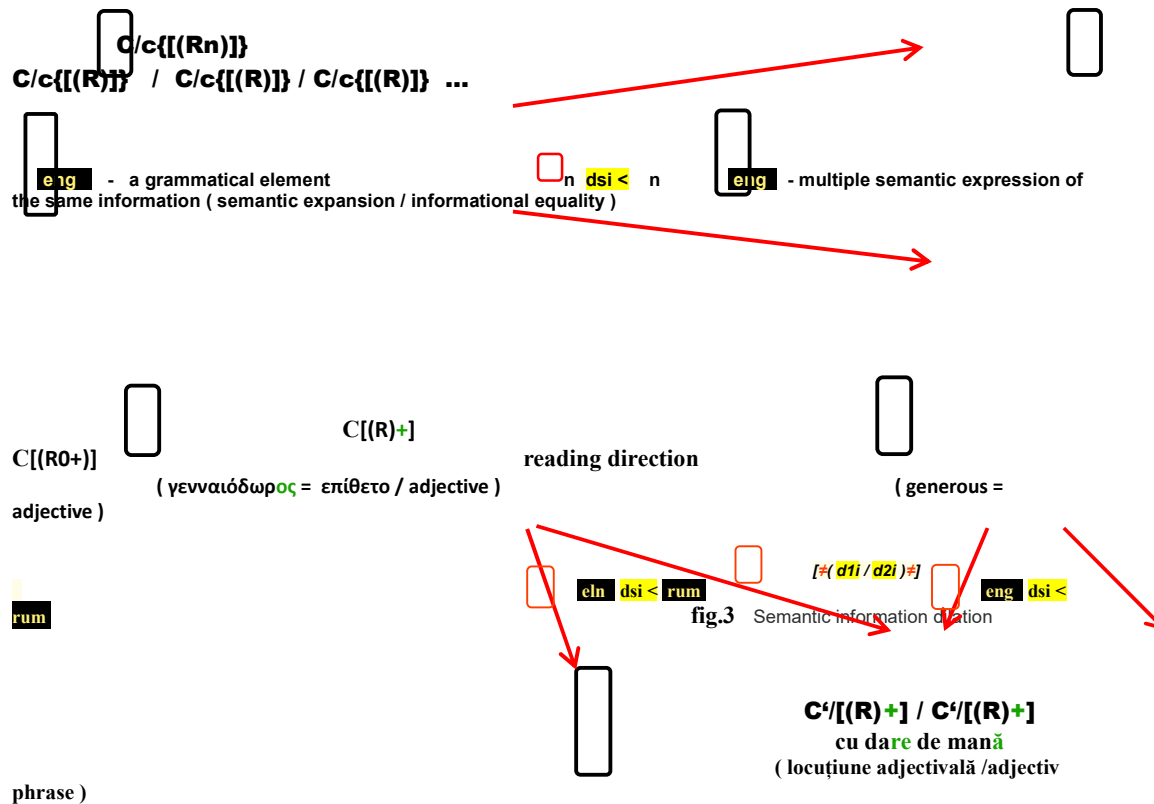 C/c{[(Rn)]}
C/c{[(R)]} / C/c{[(R)]} / C/c{[(R)]} ...
eng - a grammatical element n dsi < n eng - multiple semantic expression of
the same information ( semantic expansion / informational equality )
C[(R)+]
C[(R0+)] reading direction
( γενναιόδωρος = επίθετο / adjective ) ( generous =
adjective )
[≠( d1i / d2i )≠]
eln dsi < rum eng dsi <
rum fig.3 Semantic information dilation
C‘/[(R)+] / C‘/[(R)+]
cu dare de mană
( locuțiune adjectivală /adjectiv
phrase )